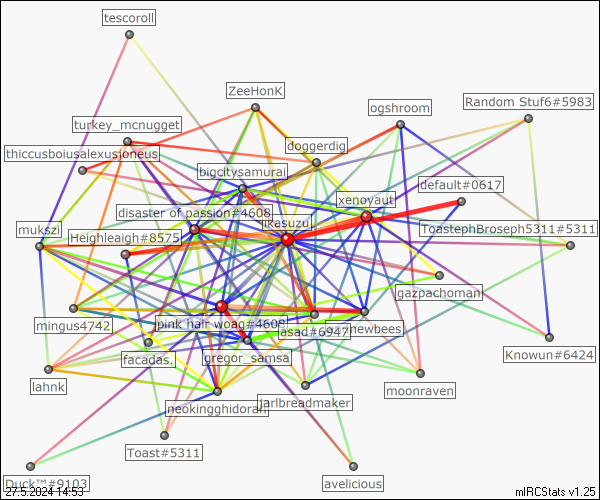 tescoroll
ZeeHonK
ogshroom
Random Stuf6#5983
turkey_mcnugget
doggerdig
thiccusboiusalexusjoneus
bigcitysamurai
default#0617
xenoyaut
disaster of passion#4608
ikasuzu
ToastephBroseph5311#5311
mukszi
Heighleaigh#8575
gazpachoman
mingus4742
pink hair woag#4608
asad#6947
newbees
Knowun#6424
facadas.
gregor_samsa
lahnk
moonraven
neokingghidorah
jarlbreadmaker
Toast#5311
Duck™#9103
avelicious
27.5.2024 14:53
mIRCStats v1.25